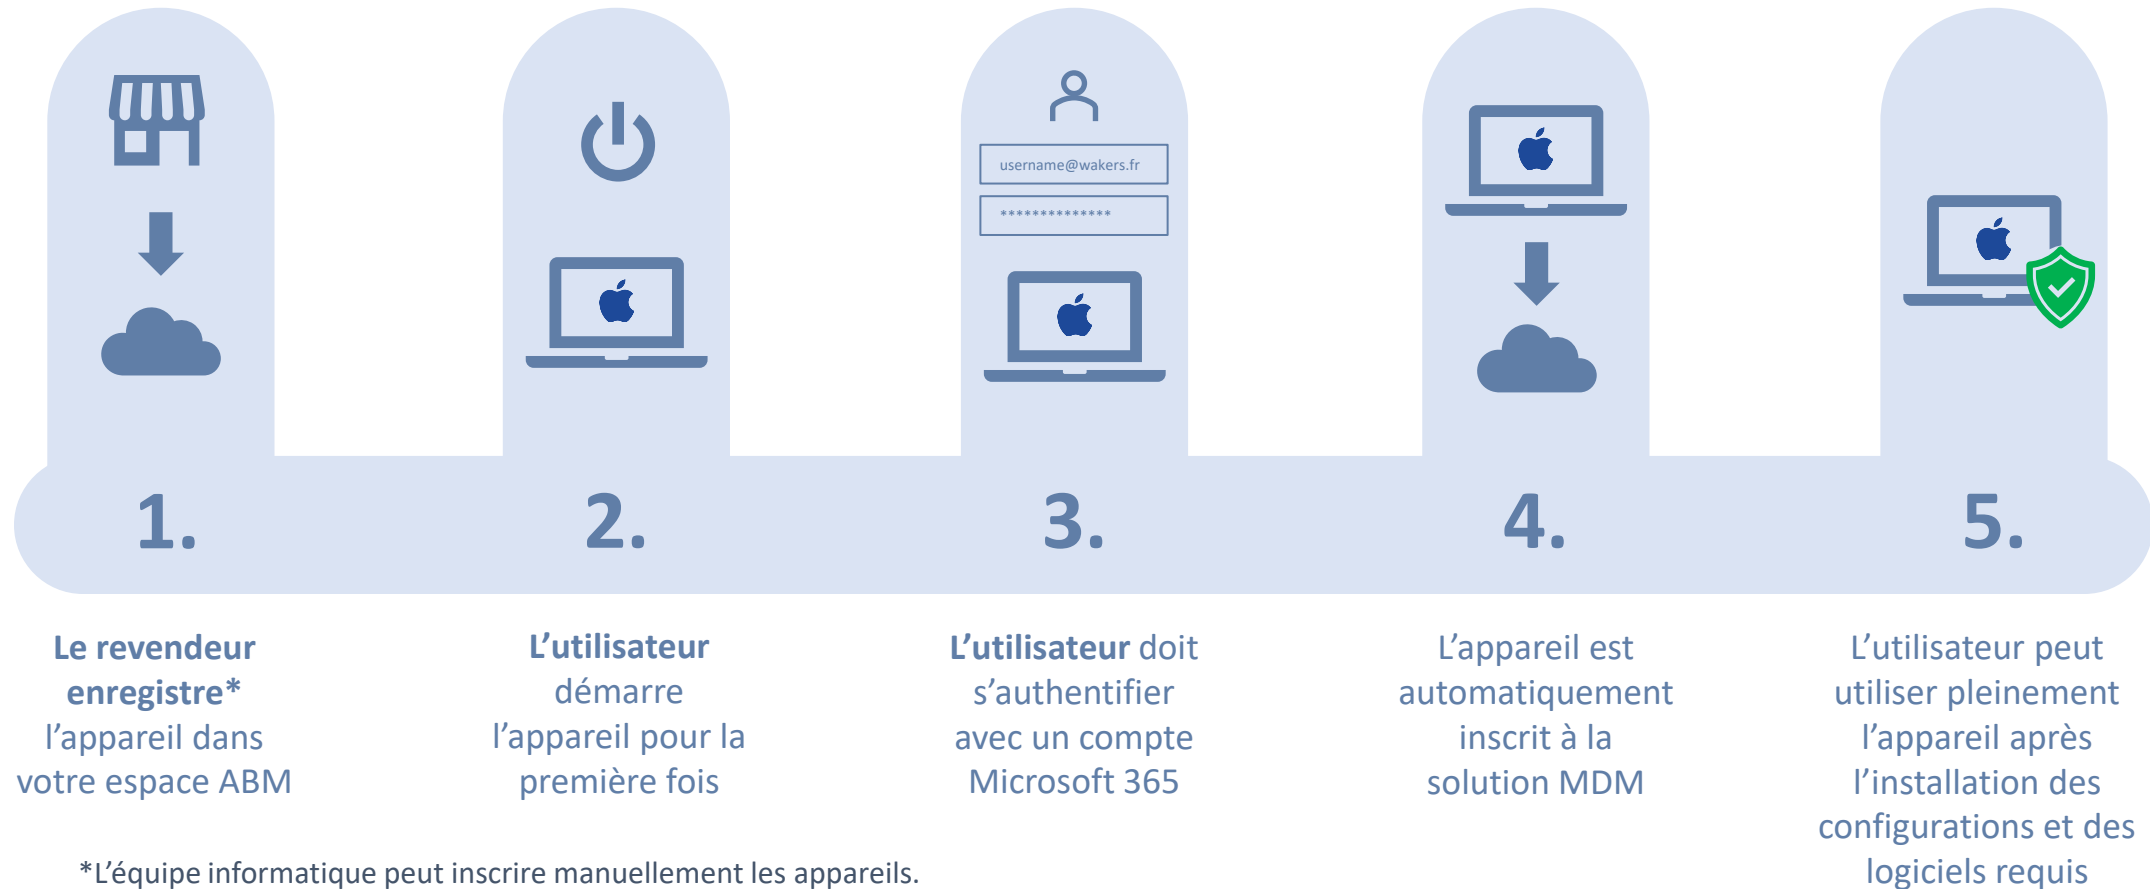 username@wakers.fr
**************
1.
2.
3.
4.
5.
Le revendeur
enregistre*
l'appareil dans
votre espace ABM
L'utilisateur
démarre
l'appareil pour la
première fois
L'utilisateur doit
s'authentifier
avec un compte
Microsoft 365
L'appareil est
automatiquement
inscrit à la
solution MDM
L'utilisateur peut
utiliser pleinement
l'appareil après
l'installation des
configurations et des
logiciels requis
*L'équipe informatique peut inscrire manuellement les appareils.